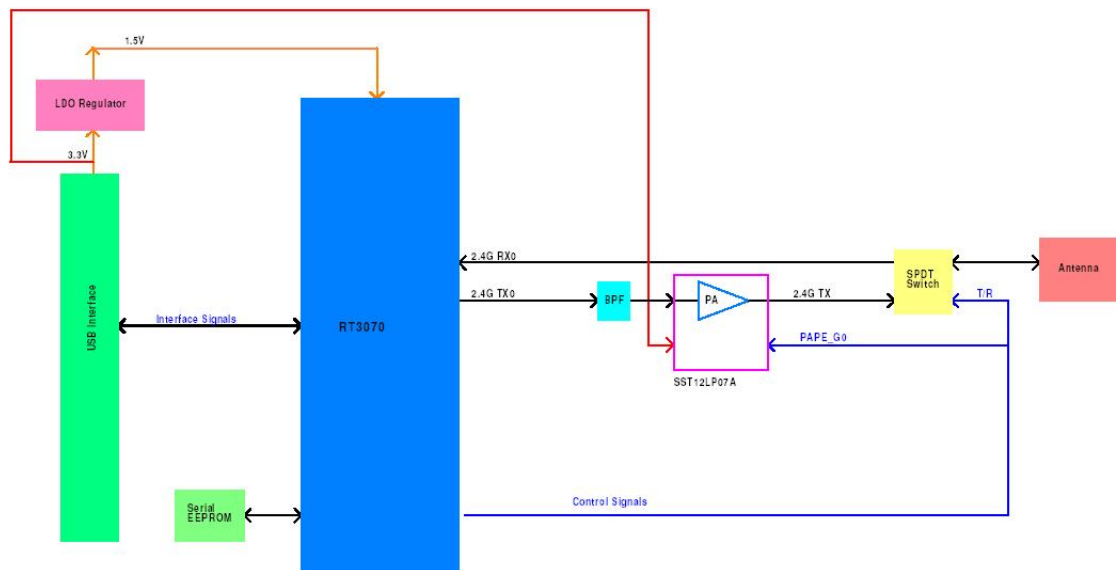 1.5V
LDO Regulator
3.3V
USB Interface
Interface Signals
RT3070
Serial
EEPROM
2.4G RX0
2.4G TX0
BPF
PA
2.4G TX
SPDT
Switch
Antenna
T/R
PAPE_G0
SST12LP07A
Control Signals